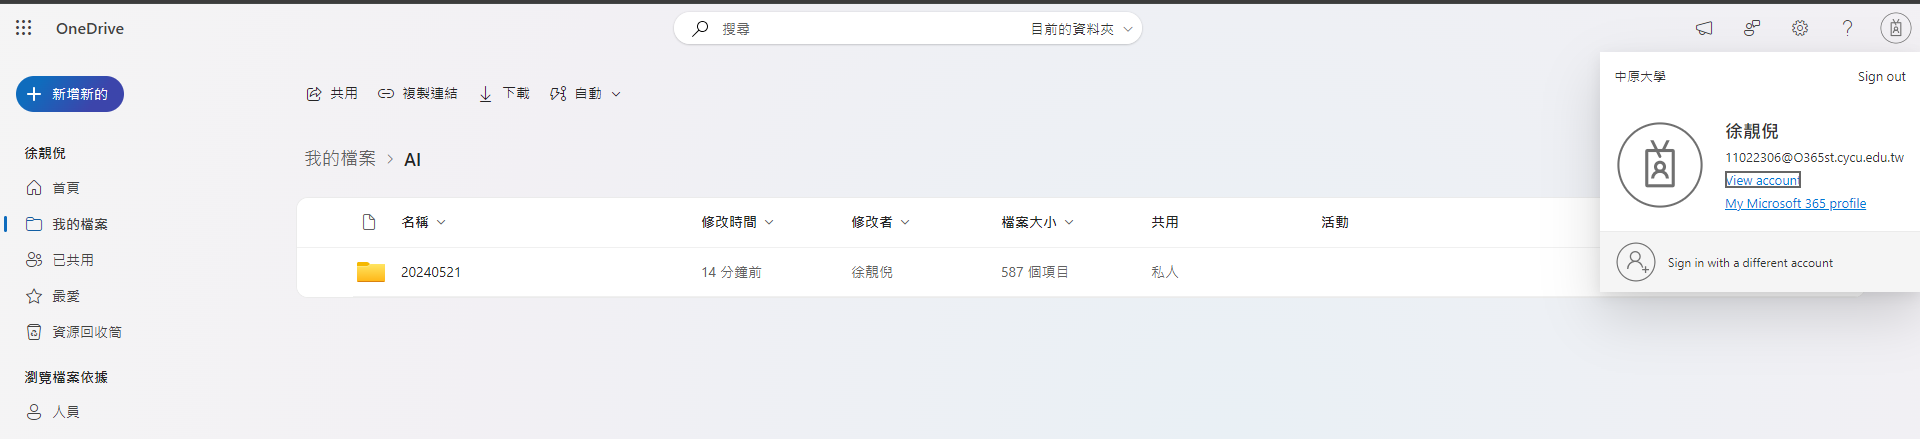 OneDrive
搜尋
目前的資料夾
新增新的
共用
複製連結
下載
自動
中原大學
Sign out
徐靚倪
11022306@O365st.cycu.edu.tw
View account
My Microsoft 365 profile
Sign in with a different account
徐靚倪
首頁
我的檔案
已共用
最愛
資源回收筒
瀏覽檔案依據
人員
我的檔案 > AI
名稱 修改時間 修改者 檔案大小 共用 活動
20240521 14 分鐘前 徐靚倪 587 個項目 私人